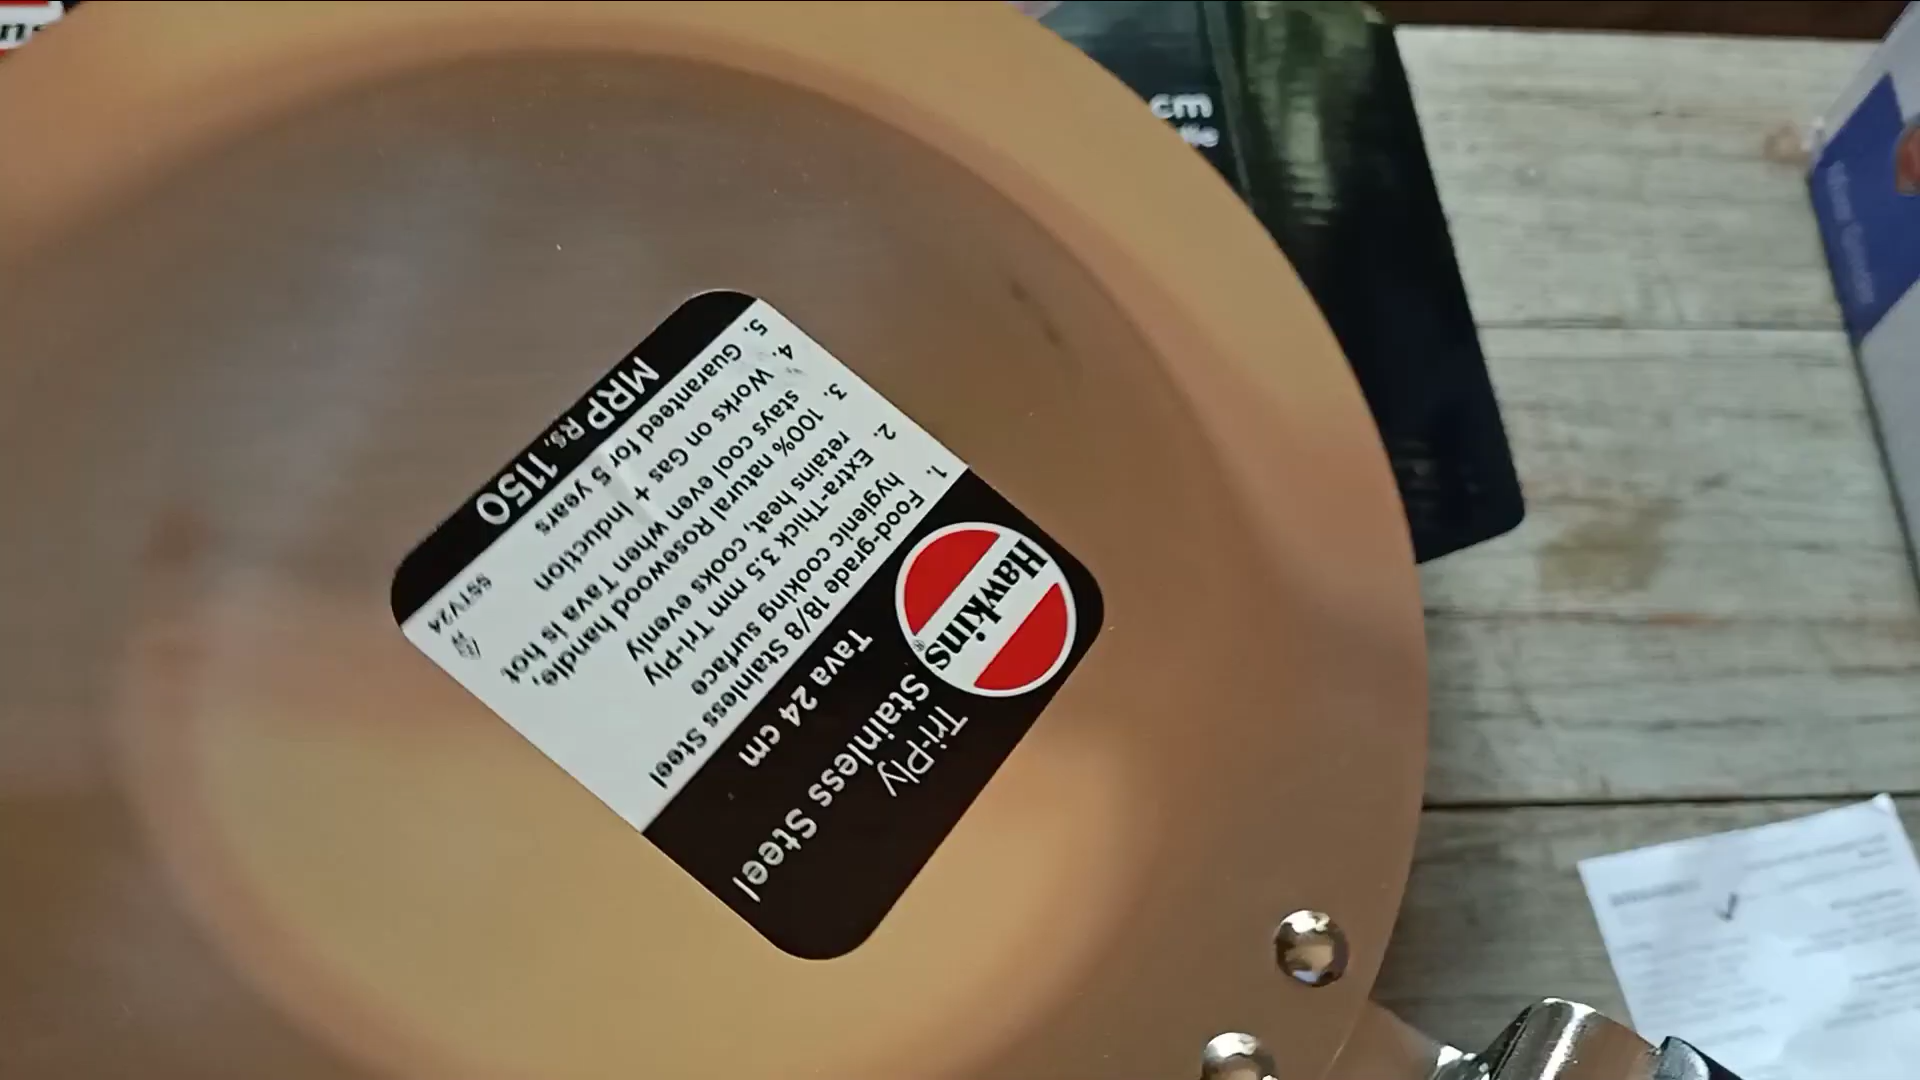 Hawkins®
Tri-Ply
Stainless Steel
Tava 24 cm
1. Food-grade 18/8 Stainless Steel
hygienic cooking surface
2. Extra-Thick 3.5 mm Tri-Ply
retains heat, cooks evenly
3. 100% natural Rosewood handle,
stays cool even when Tava is hot
4. Works on Gas + Induction
5. Guaranteed for 5 years
SSTV24
MRP Rs. 1150
cm